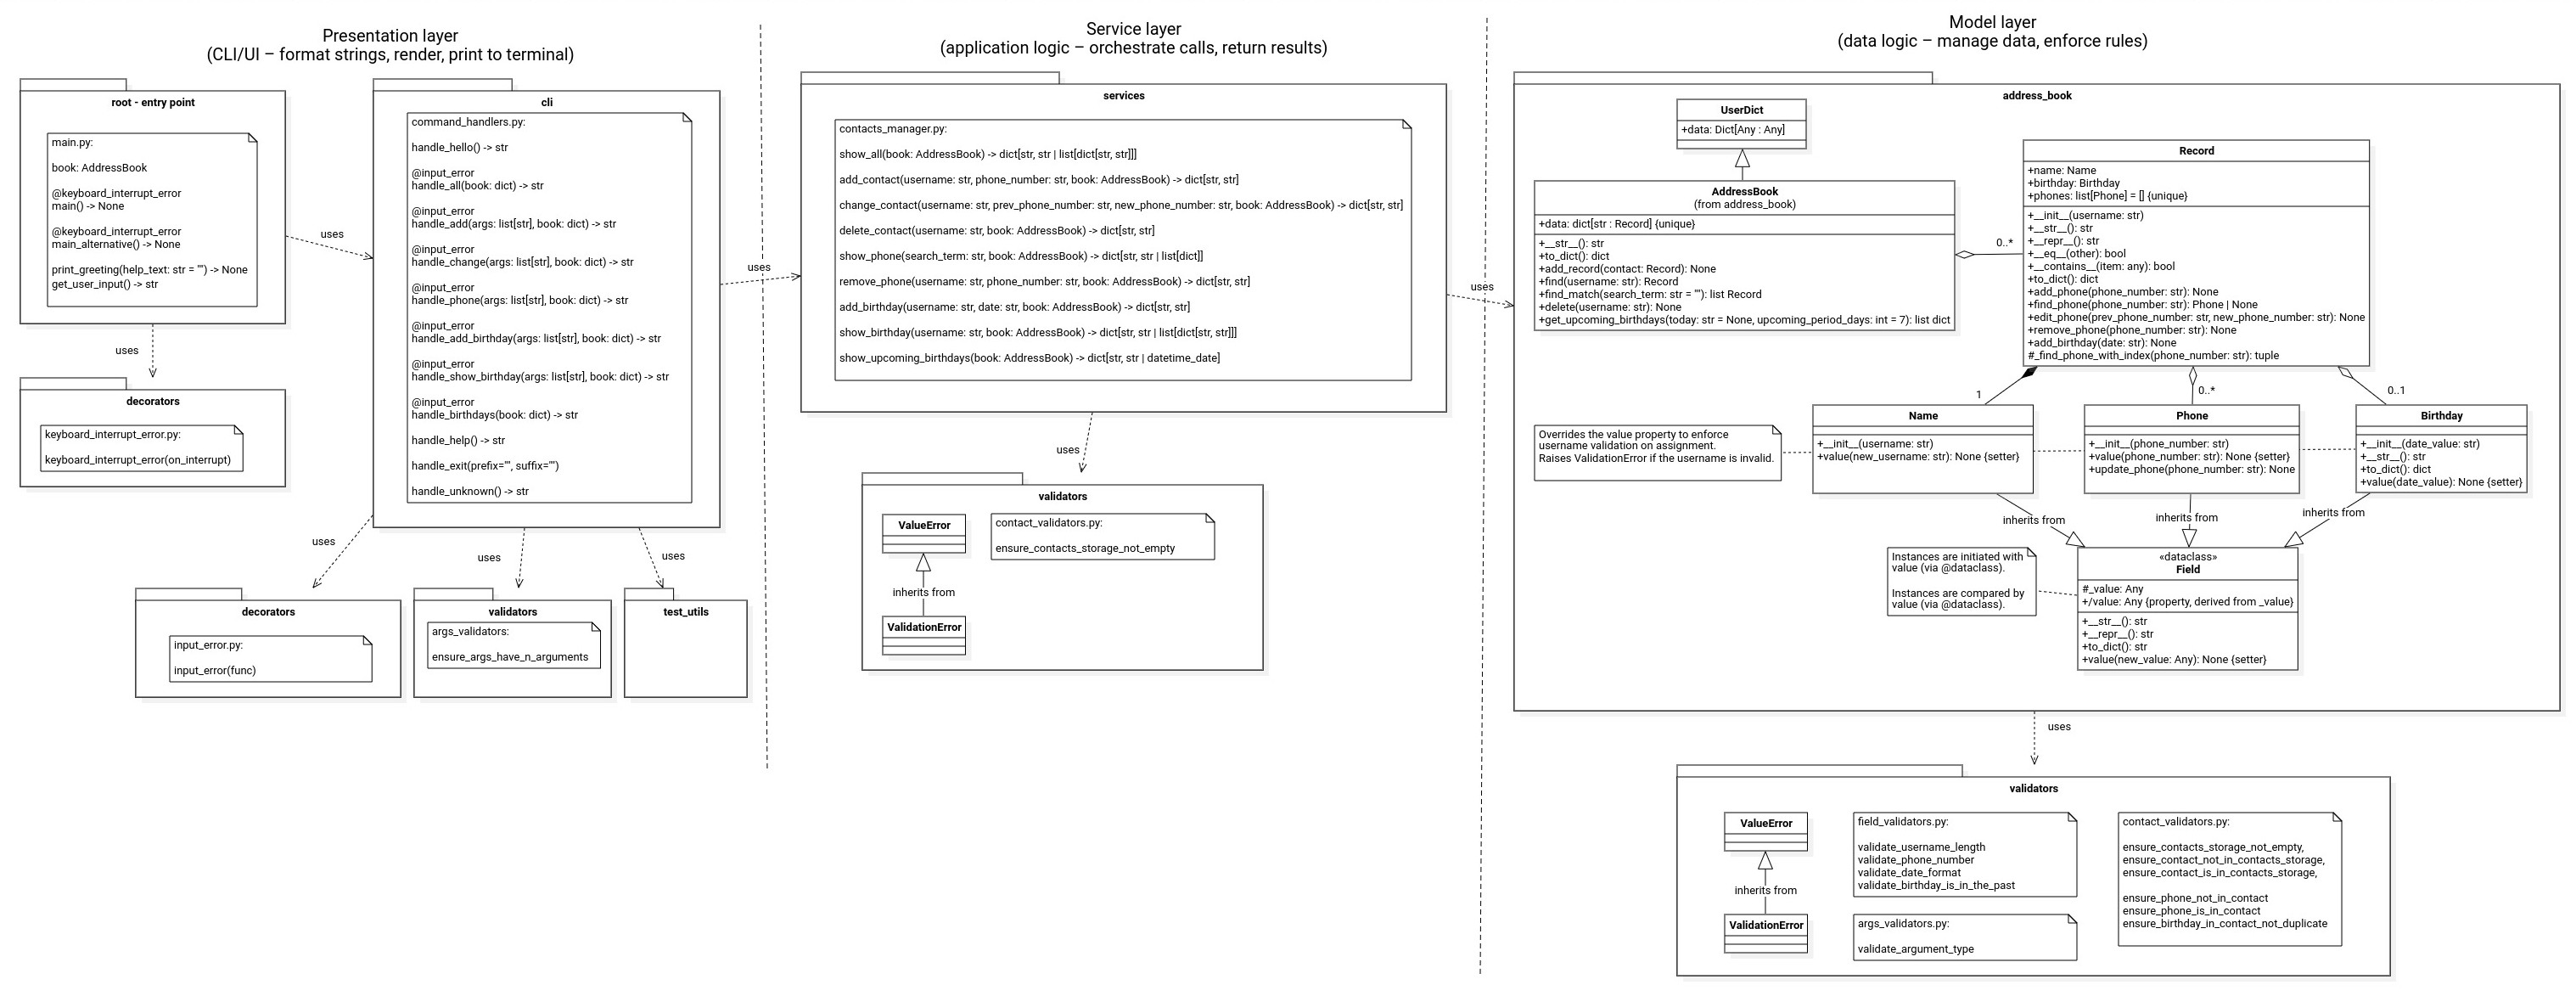 Presentation layer
(CLI/UI – format strings, render, print to terminal)
root - entry point
main.py:
book: AddressBook
@keyboard_interrupt_error
main() -> None
@keyboard_interrupt_error
main_alternative() -> None
print_greeting(help_text: str = "") -> None
get_user_input() -> str
uses
uses
decorators
keyboard_interrupt_error.py:
keyboard_interrupt_error(on_interrupt)
cli
command_handlers.py:
handle_hello() -> str
@input_error
handle_all(book: dict) -> str
@input_error
handle_add(args: list[str], book: dict) -> str
@input_error
handle_change(args: list[str], book: dict) -> str
@input_error
handle_phone(args: list[str], book: dict) -> str
@input_error
handle_add_birthday(args: list[str], book: dict) -> str
@input_error
handle_show_birthday(args: list[str], book: dict) -> str
@input_error
handle_birthdays(book: dict) -> str
handle_help() -> str
handle_exit(prefix="", suffix="")
handle_unknown() -> str
uses
uses
uses
uses
decorators
input_error.py:
input_error(func)
validators
args_validators:
ensure_args_have_n_arguments
test_utils
Service layer
(application logic – orchestrate calls, return results)
services
contacts_manager.py:
show_all(book: AddressBook) -> dict[str, str | list[dict[str, str]]]
add_contact(username: str, phone_number: str, book: AddressBook) -> dict[str, str]
change_contact(username: str, prev_phone_number: str, new_phone_number: str, book: AddressBook) -> dict[str, str]
delete_contact(username: str, book: AddressBook) -> dict[str, str]
show_phone(search_term: str, book: AddressBook) -> dict[str, str | list[dict]]
remove_phone(username: str, phone_number: str, book: AddressBook) -> dict[str, str]
add_birthday(username: str, date: str, book: AddressBook) -> dict[str, str]
show_birthday(username: str, book: AddressBook) -> dict[str, str | list[dict[str, str]]]
show_upcoming_birthdays(book: AddressBook) -> dict[str, str | datetime_date]
uses
uses
validators
ValueError
inherits from
ValidationError
contact_validators.py:
ensure_contacts_storage_not_empty
Model layer
(data logic – manage data, enforce rules)
address_book
UserDict
+data: Dict[Any : Any]
AddressBook
(from address_book)
+data: dict[str : Record] {unique}
+__str__(): str
+to_dict(): dict
+add_record(contact: Record): None
+find(username: str): Record
+find_match(search_term: str = ""): list Record
+delete(username: str): None
+get_upcoming_birthdays(today: str = None, upcoming_period_days: int = 7): list dict
0..*
Record
+name: Name
+birthday: Birthday
+phones: list[Phone] = [] {unique}
+__init__(username: str)
+__str__(): str
+__repr__(): str
+__eq__(other): bool
+__contains__(item: any): bool
+to_dict(): dict
+add_phone(phone_number: str): None
+find_phone(phone_number: str): Phone | None
+edit_phone(prev_phone_number: str, new_phone_number: str): None
+remove_phone(phone_number: str): None
+add_birthday(date: str): None
#_find_phone_with_index(phone_number: str): tuple
1
0..*
0..1
Overrides the value property to enforce
username validation on assignment.
Raises ValidationError if the username is invalid.
Name
+__init__(username: str)
+value(new_username: str): None {setter}
Phone
+__init__(phone_number: str)
+value(phone_number: str): None {setter}
+update_phone(phone_number: str): None
Birthday
+__init__(date_value: str)
+__str__(): str
+to_dict(): dict
+value(date_value): None {setter}
inherits from
inherits from
inherits from
Instances are initiated with
value (via @dataclass).
Instances are compared by
value (via @dataclass).
«dataclass»
Field
#_value: Any
+/value: Any {property, derived from _value}
+__str__(): str
+__repr__(): str
+to_dict(): str
+value(new_value: Any): None {setter}
uses
validators
ValueError
inherits from
ValidationError
field_validators.py:
validate_username_length
validate_phone_number
validate_date_format
validate_birthday_is_in_the_past
args_validators.py:
validate_argument_type
contact_validators.py:
ensure_contacts_storage_not_empty,
ensure_contact_not_in_contacts_storage,
ensure_contact_is_in_contacts_storage,
ensure_phone_not_in_contact
ensure_phone_is_in_contact
ensure_birthday_in_contact_not_duplicate